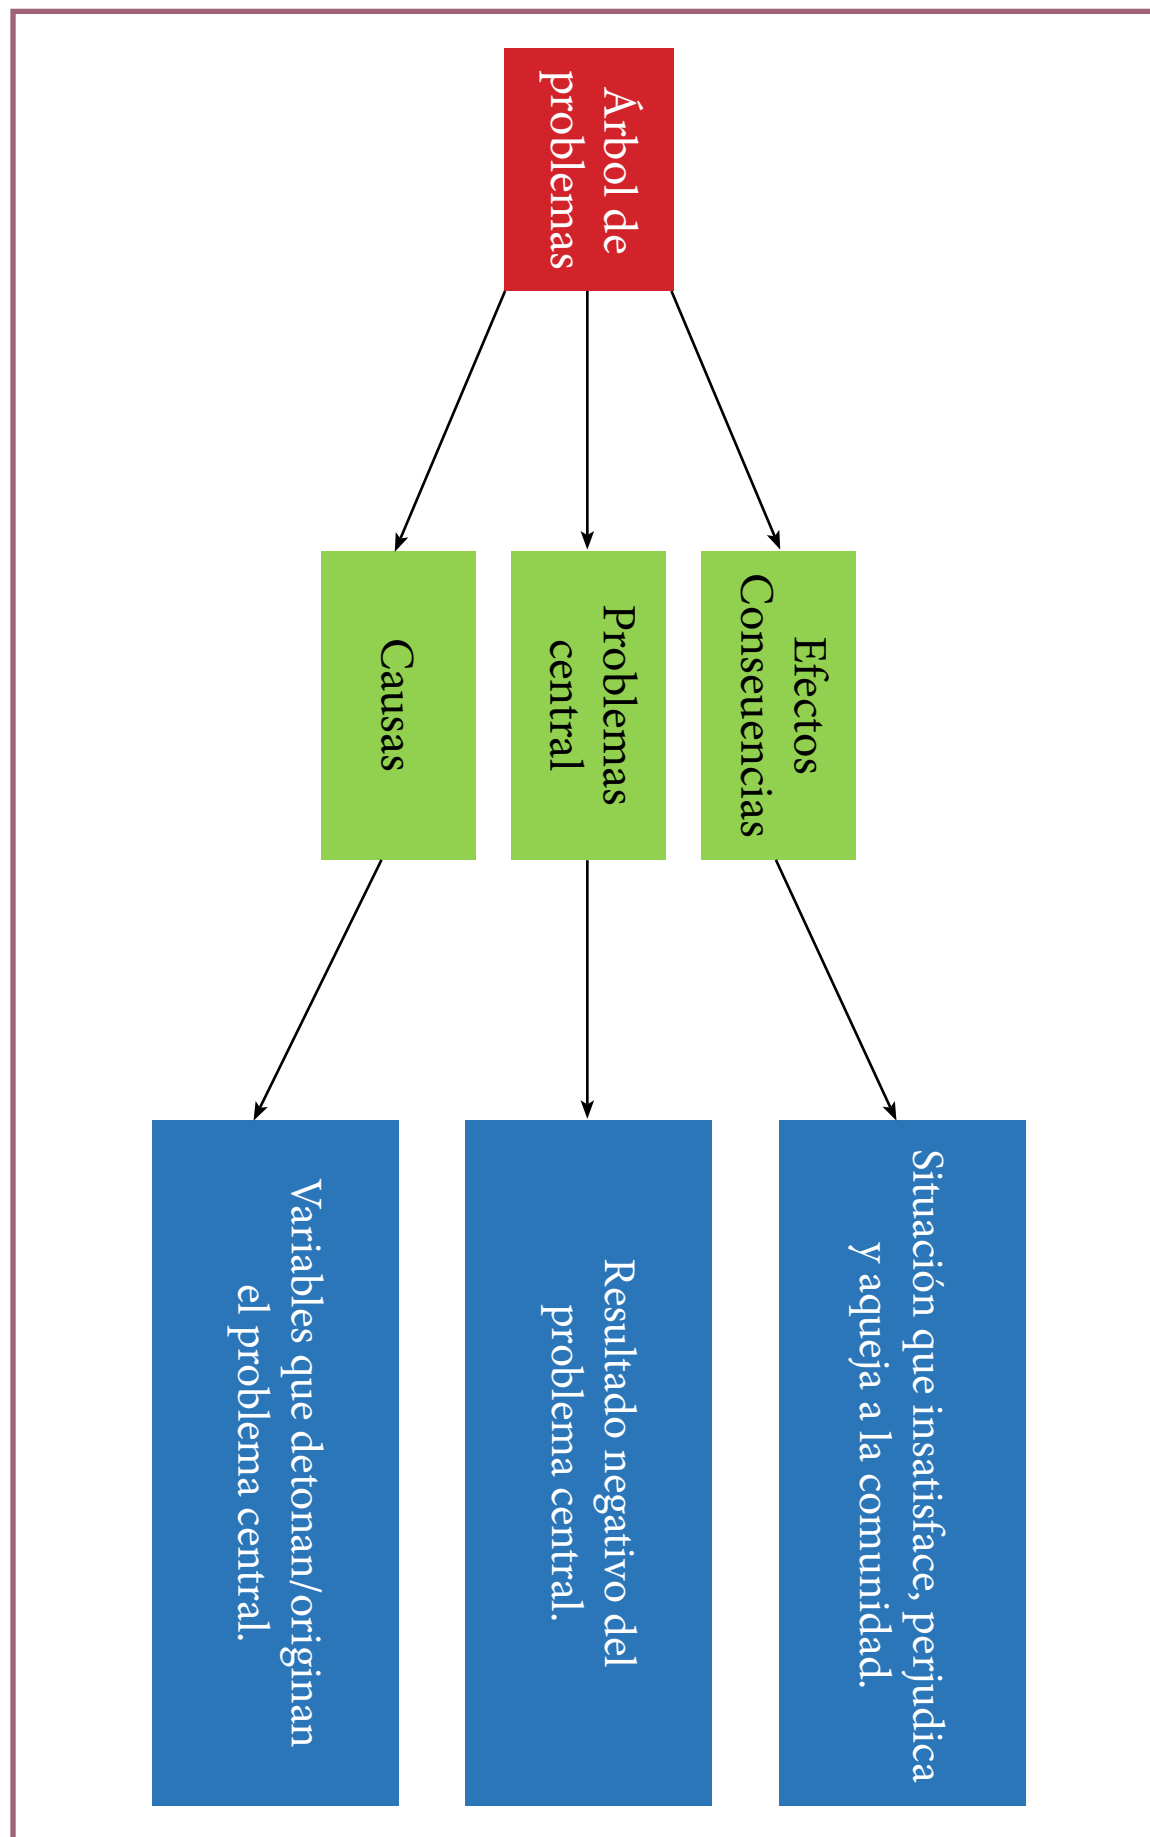 Árbol de
problemas
Efectos
Conseuencias
Problemas
central
Causas
Situación que insatisface, perjudica
y aqueja a la comunidad.
Resultado negativo del
problema central.
Variables que detonan/originan
el problema central.